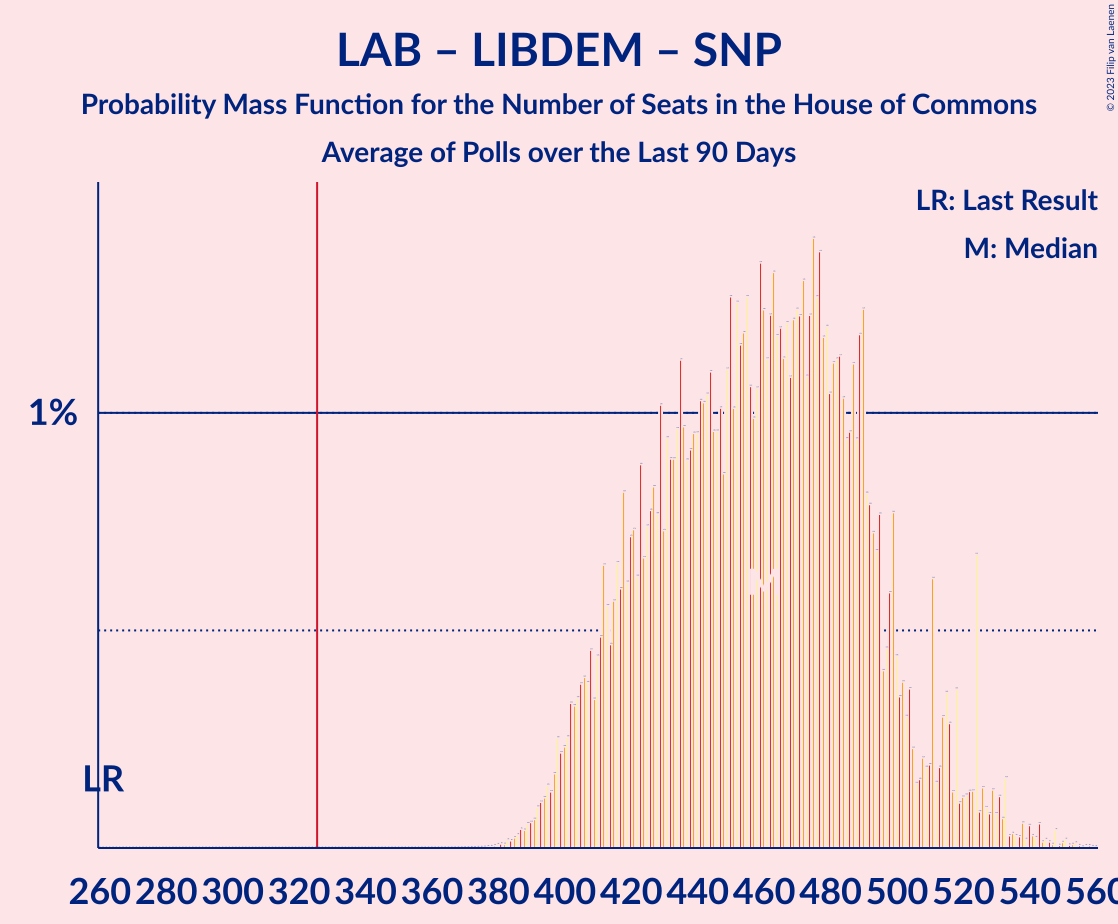 LAB – LIBDEM – SNP
Probability Mass Function for the Number of Seats in the House of Commons
Average of Polls over the Last 90 Days
© 2023 Filip van Laenen
LR: Last Result
M: Median
1%
M
LR
260 280 300 320 340 360 380 400 420 440 460 480 500 520 540 560